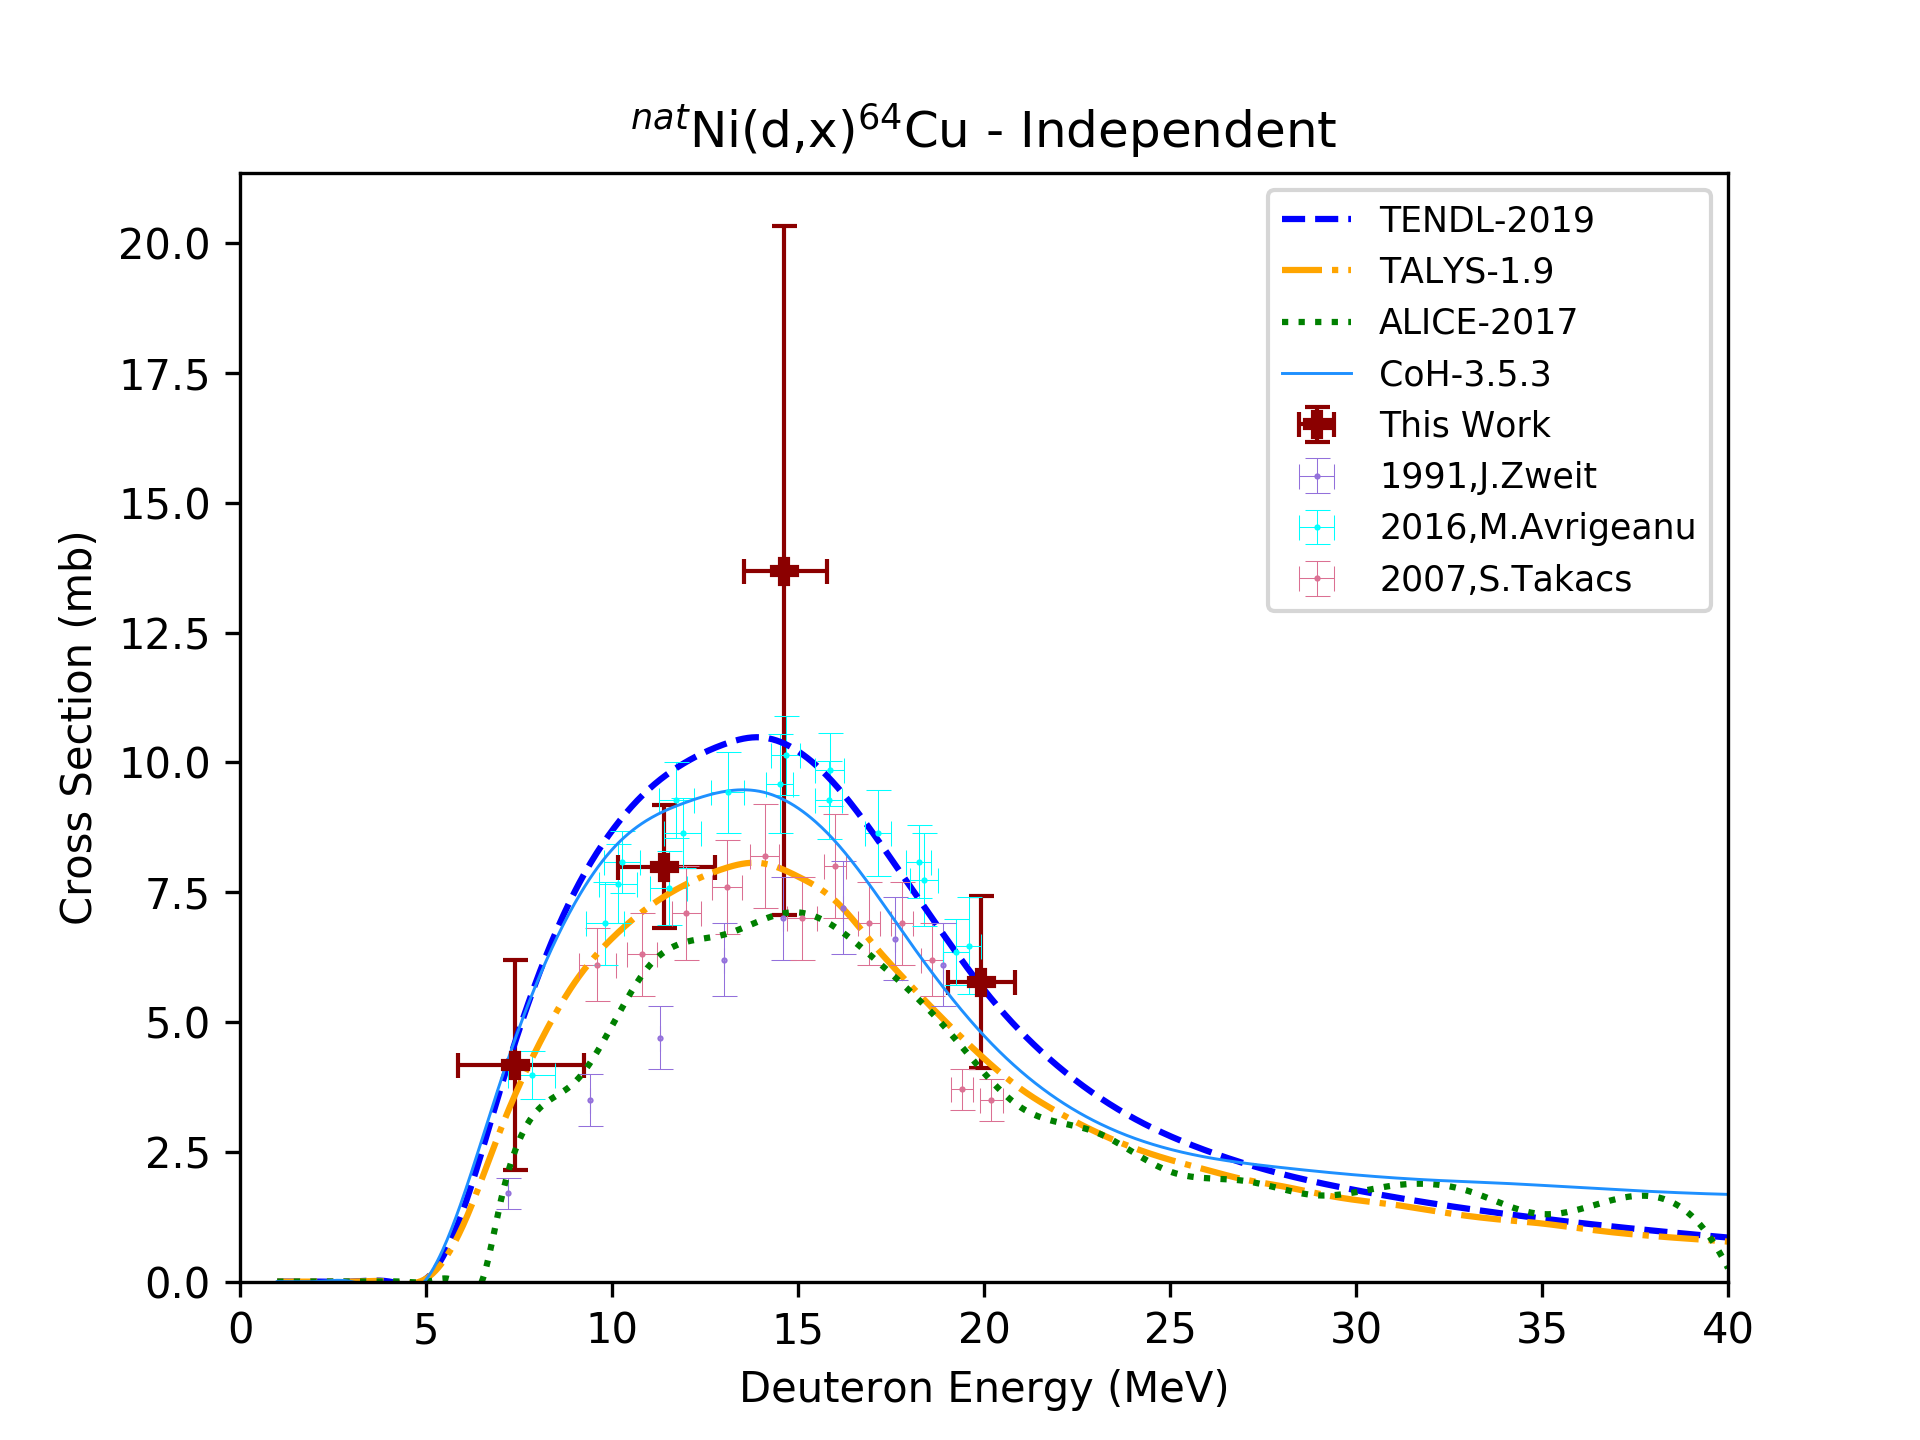 ⁿᵃᵗNi(d,x)⁶⁴Cu - Independent
TENDL-2019
TALYS-1.9
ALICE-2017
CoH-3.5.3
This Work
1991,J.Zweit
2016,M.Avrigeanu
2007,S.Takacs
Cross Section (mb)
20.0
17.5
15.0
12.5
10.0
7.5
5.0
2.5
0.0
0 5 10 15 20 25 30 35 40
Deuteron Energy (MeV)